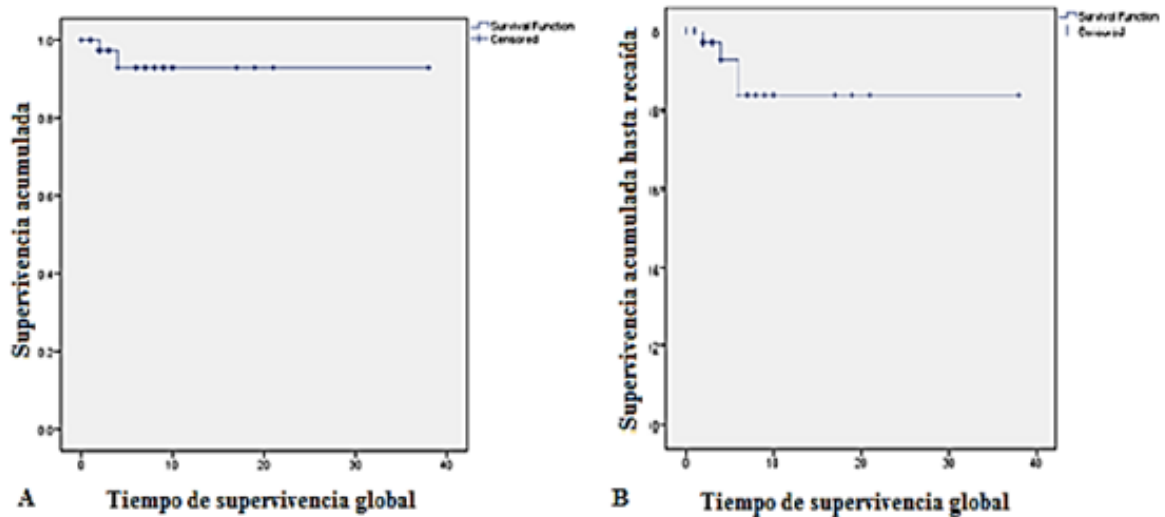 Survival Function
Censored
Supervivencia acumulada
1.0
0.8
0.6
0.4
0.2
0.0
0
10
20
30
40
A
Tiempo de supervivencia global
Survival Function
Censured
Supervivencia acumulada hasta recaída
0
10
20
30
40
B
Tiempo de supervivencia global